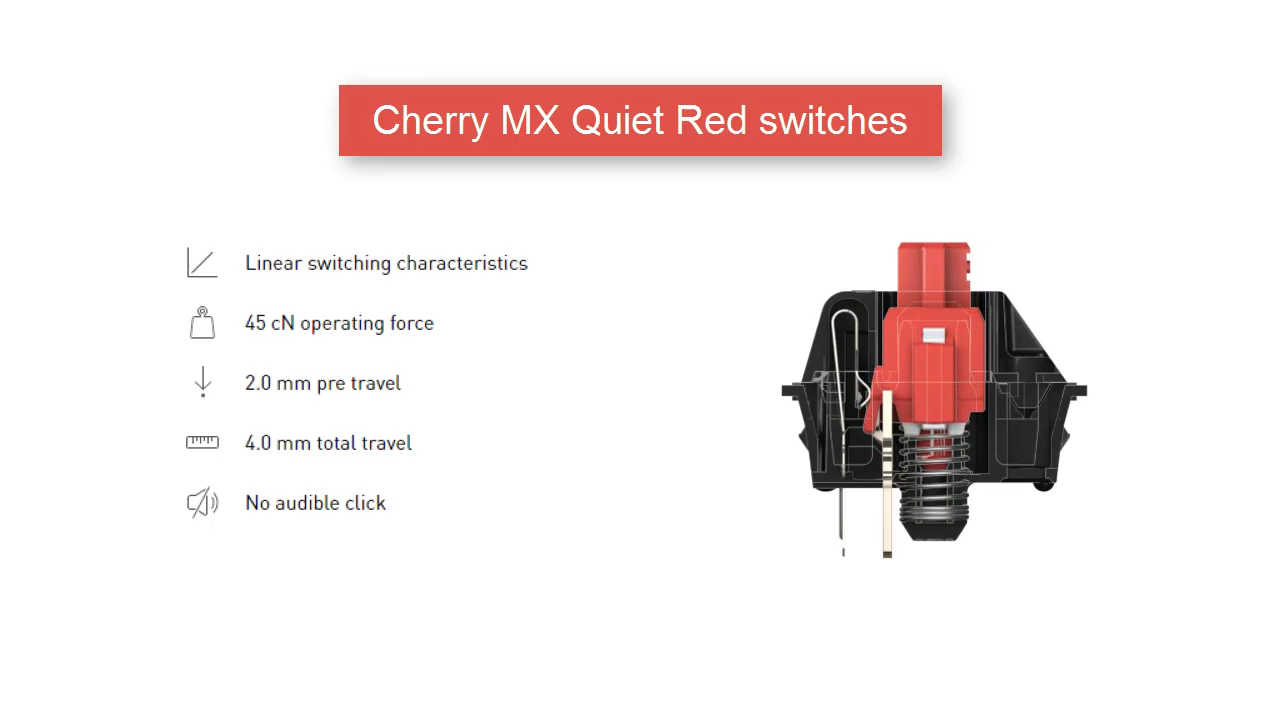 Cherry MX Quiet Red switches
Linear switching characteristics
45 cN operating force
2.0 mm pre travel
4.0 mm total travel
No audible click